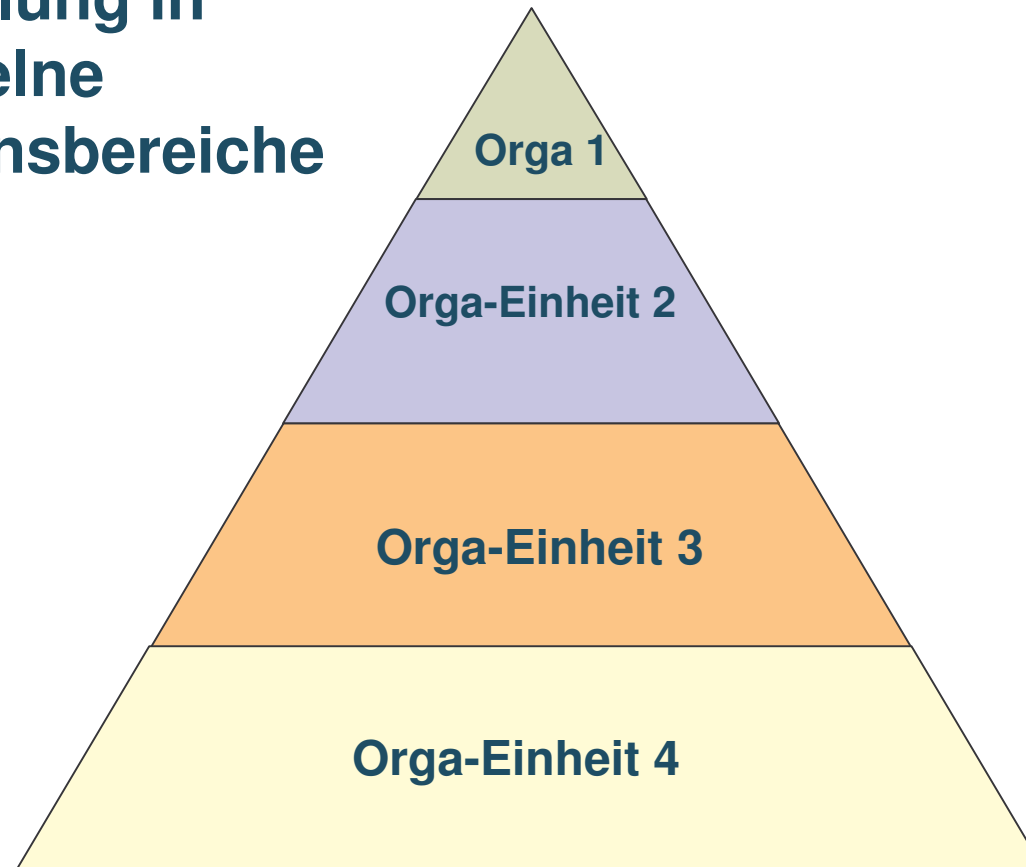 lung in
elne
nsbereiche
Orga 1
Orga-Einheit 2
Orga-Einheit 3
Orga-Einheit 4